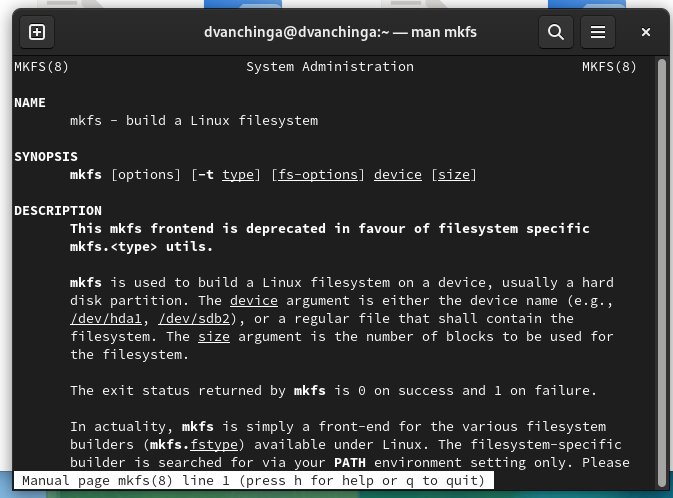 dvanchinga@dvanchinga:~ — man mkfs
MKFS(8) System Administration MKFS(8)
NAME
mkfs - build a Linux filesystem
SYNOPSIS
mkfs [options] [-t type] [fs-options] device [size]
DESCRIPTION
This mkfs frontend is deprecated in favour of filesystem specific
mkfs.<type> utils.
mkfs is used to build a Linux filesystem on a device, usually a hard
disk partition. The device argument is either the device name (e.g.,
/dev/hda1, /dev/sdb2), or a regular file that shall contain the
filesystem. The size argument is the number of blocks to be used for
the filesystem.
The exit status returned by mkfs is 0 on success and 1 on failure.
In actuality, mkfs is simply a front-end for the various filesystem
builders (mkfs.fstype) available under Linux. The filesystem-specific
builder is searched for via your PATH environment setting only. Please
Manual page mkfs(8) line 1 (press h for help or q to quit)